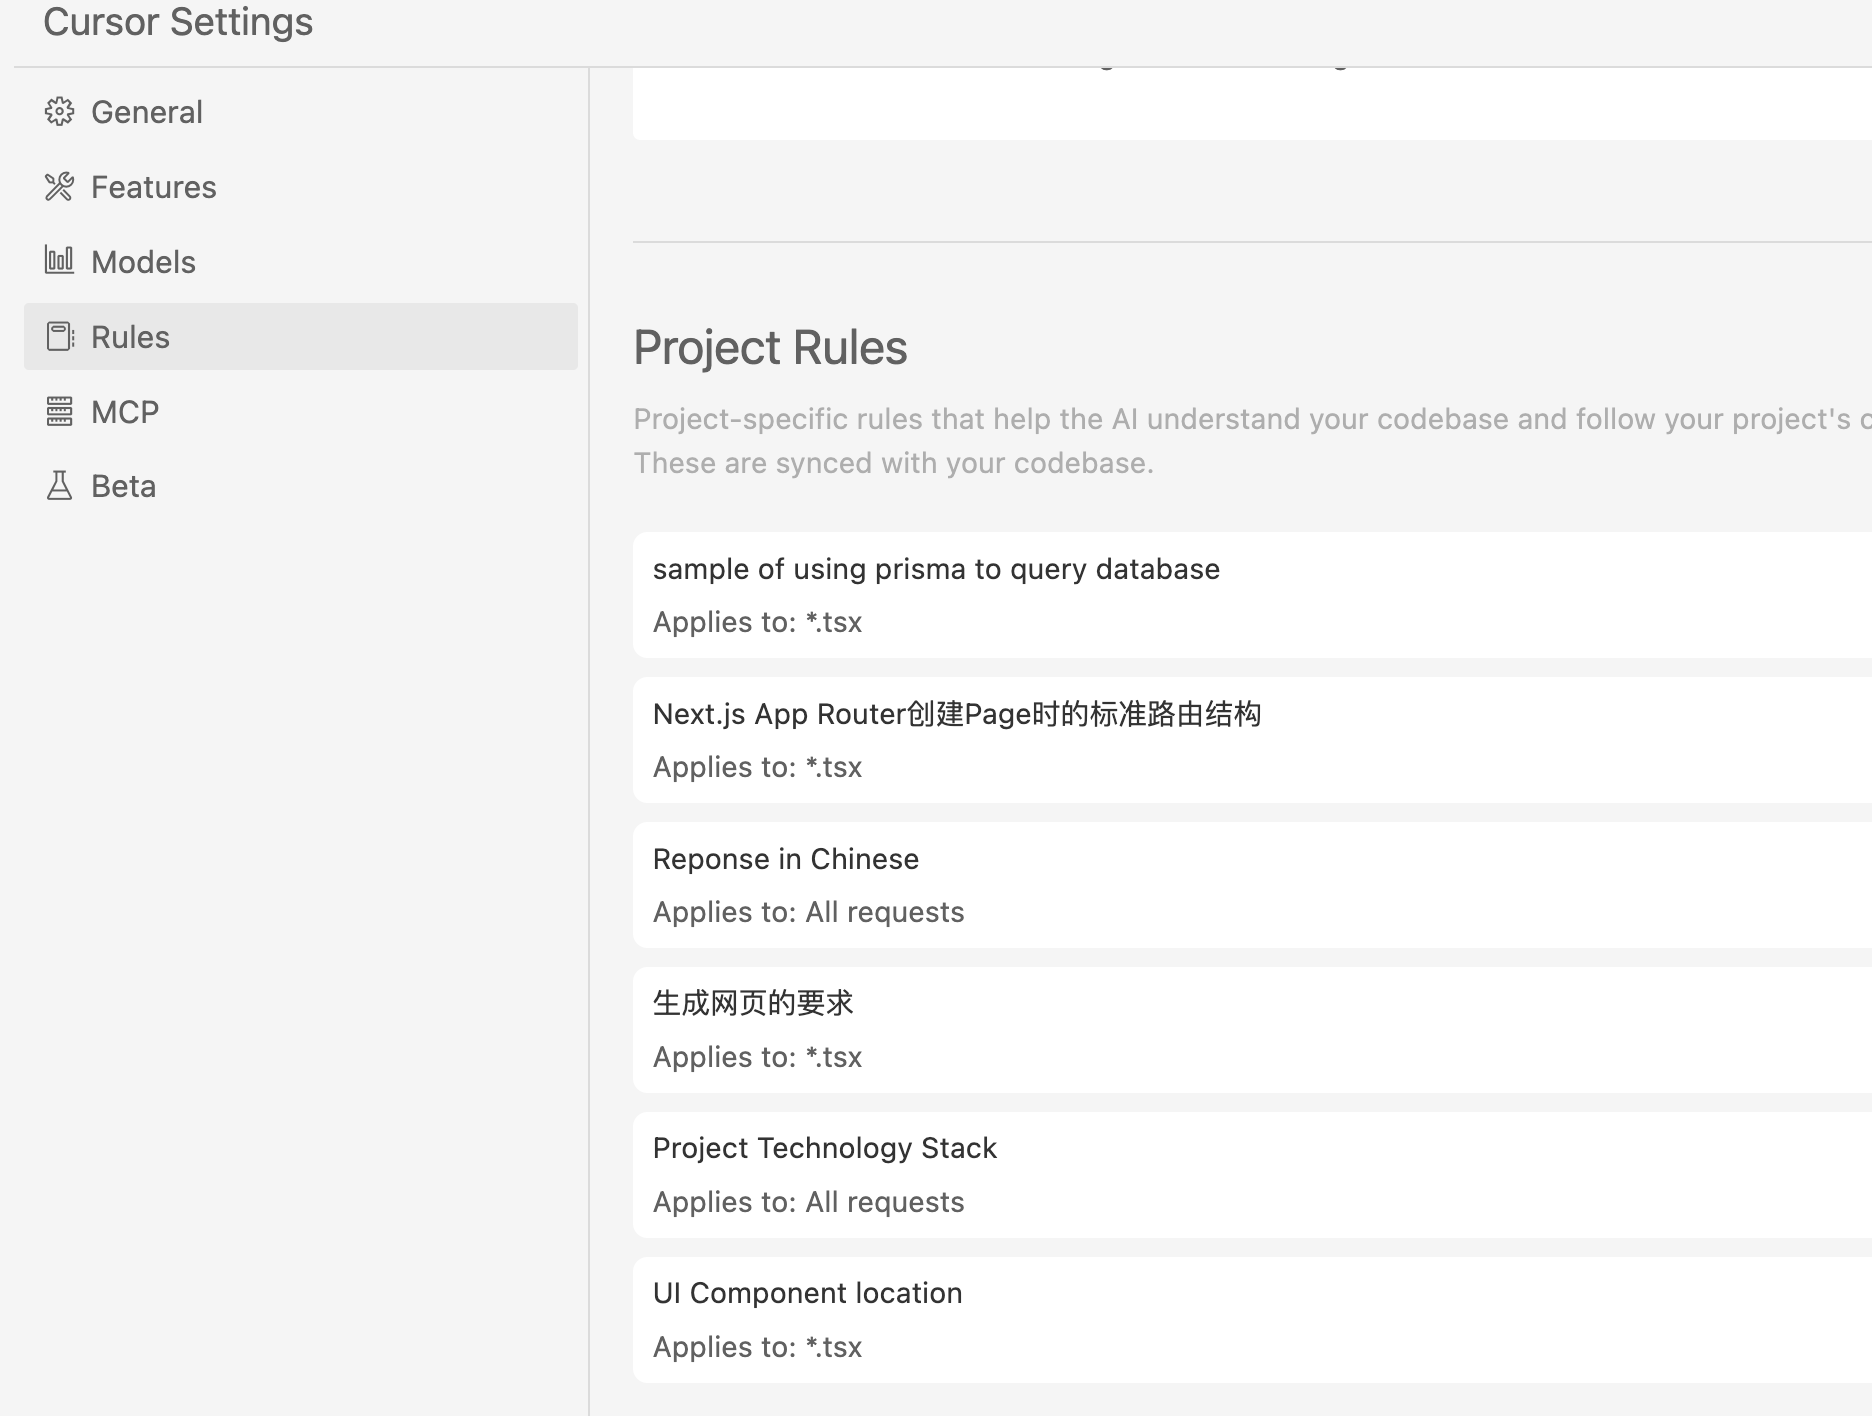 Cursor Settings
General
Features
Models
Rules
MCP
Beta
Project Rules
Project-specific rules that help the AI understand your codebase and follow your project's
These are synced with your codebase.
sample of using prisma to query database
Applies to: *.tsx
Next.js App Router创建Page时的标准路由结构
Applies to: *.tsx
Reponse in Chinese
Applies to: All requests
生成网页的要求
Applies to: *.tsx
Project Technology Stack
Applies to: All requests
UI Component location
Applies to: *.tsx